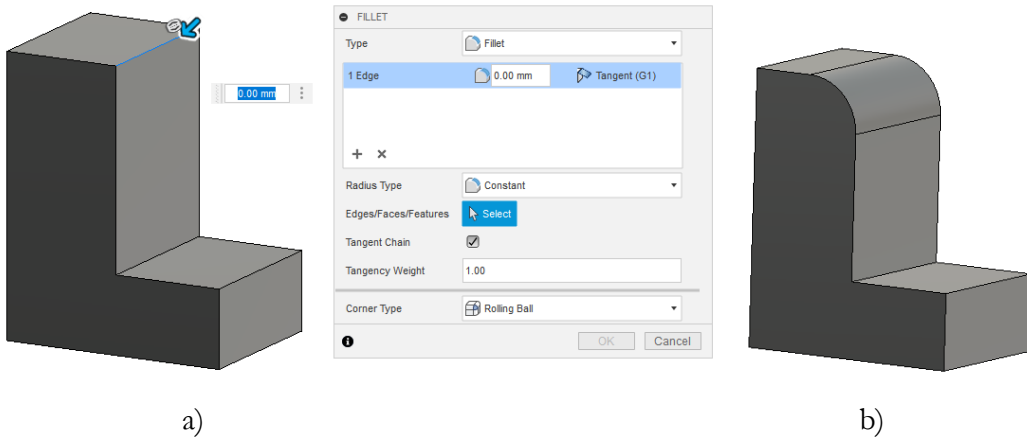 FILLET
Type Fillet
1 Edge 0.00 mm Tangent (G1)
0.00 mm
Radius Type Constant
Edges/Faces/Features Select
Tangent Chain
Tangency Weight 1.00
Corner Type Rolling Ball
OK Cancel
a) b)